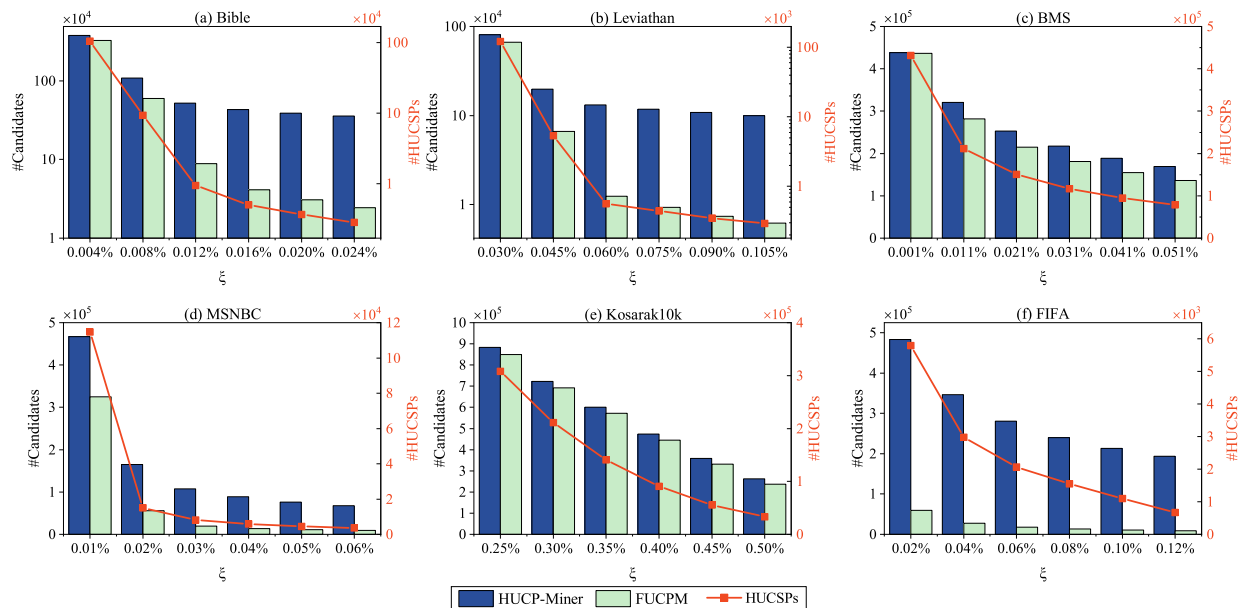 (a) Bible
×10⁴
×10⁴
#Candidates
100
10
1
#HUCSPs
100
10
1
0.004% 0.008% 0.012% 0.016% 0.020% 0.024%
ξ
(b) Leviathan
×10⁴
×10³
#Candidates
100
10
1
#HUCSPs
100
10
1
0.030% 0.045% 0.060% 0.075% 0.090% 0.105%
ξ
(c) BMS
×10⁵
×10⁵
#Candidates
5
4
3
2
1
0
#HUCSPs
5
4
3
2
1
0
0.001% 0.011% 0.021% 0.031% 0.041% 0.051%
ξ
(d) MSNBC
×10⁵
×10⁴
#Candidates
5
4
3
2
1
0
#HUCSPs
12
10
8
6
4
2
0
0.01% 0.02% 0.03% 0.04% 0.05% 0.06%
ξ
(e) Kosarak10k
×10⁵
×10⁵
#Candidates
10
9
8
7
6
5
4
3
2
1
0
#HUCSPs
4
3
2
1
0
0.25% 0.30% 0.35% 0.40% 0.45% 0.50%
ξ
(f) FIFA
×10⁵
×10³
#Candidates
5
4
3
2
1
0
#HUCSPs
6
5
4
3
2
1
0
0.02% 0.04% 0.06% 0.08% 0.10% 0.12%
ξ
HUCP-Miner FUCPM HUCSPs